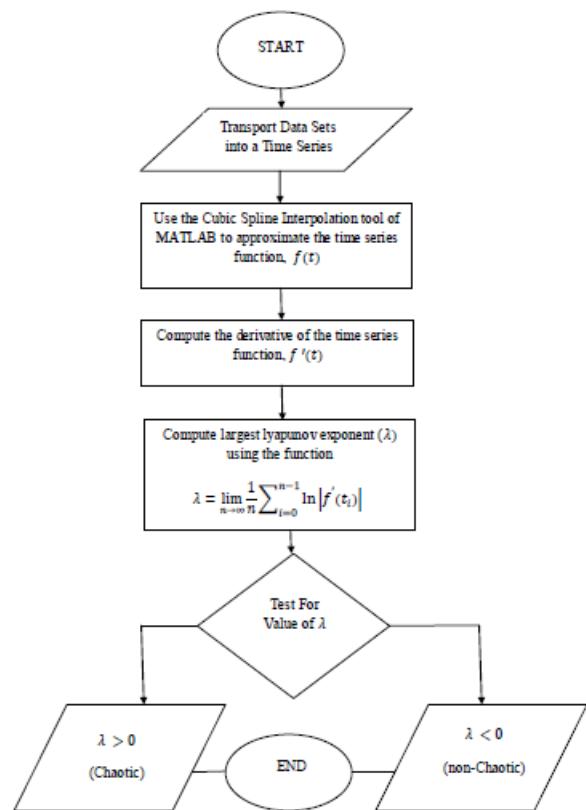 START
Transport Data Sets
into a Time Series
Use the Cubic Spline Interpolation tool of
MATLAB to approximate the time series
function, f(t)
Compute the derivative of the time series
function, f '(t)
Compute largest lyapunov exponent (λ)
using the function
λ = lim n→∞ 1/n ∑_{i=0}^{n−1} ln|f ′(t_i)|
Test For
Value of λ
λ > 0
(Chaotic)
END
λ < 0
(non-Chaotic)